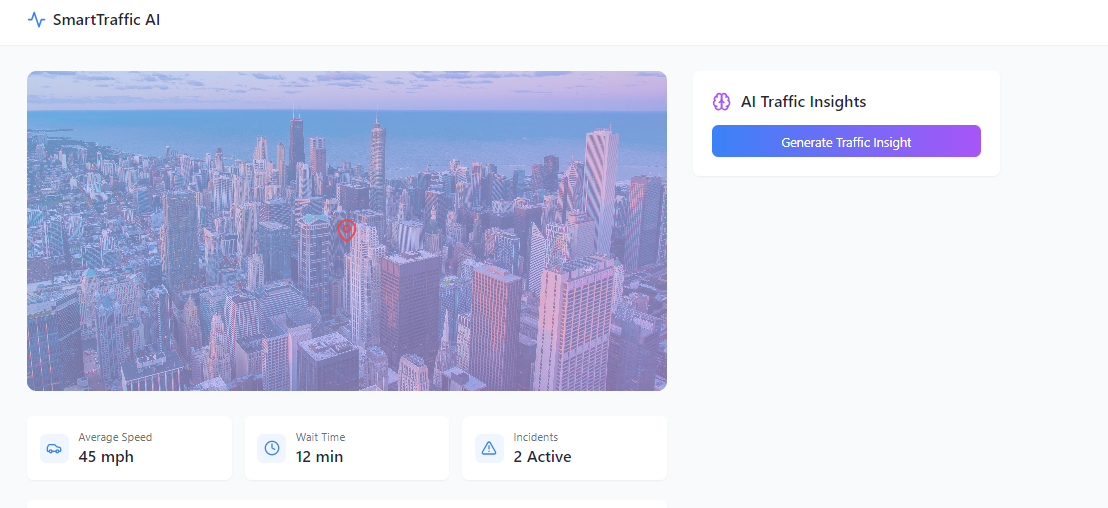 SmartTraffic AI
AI Traffic Insights
Generate Traffic Insight
Average Speed
45 mph
Wait Time
12 min
Incidents
2 Active